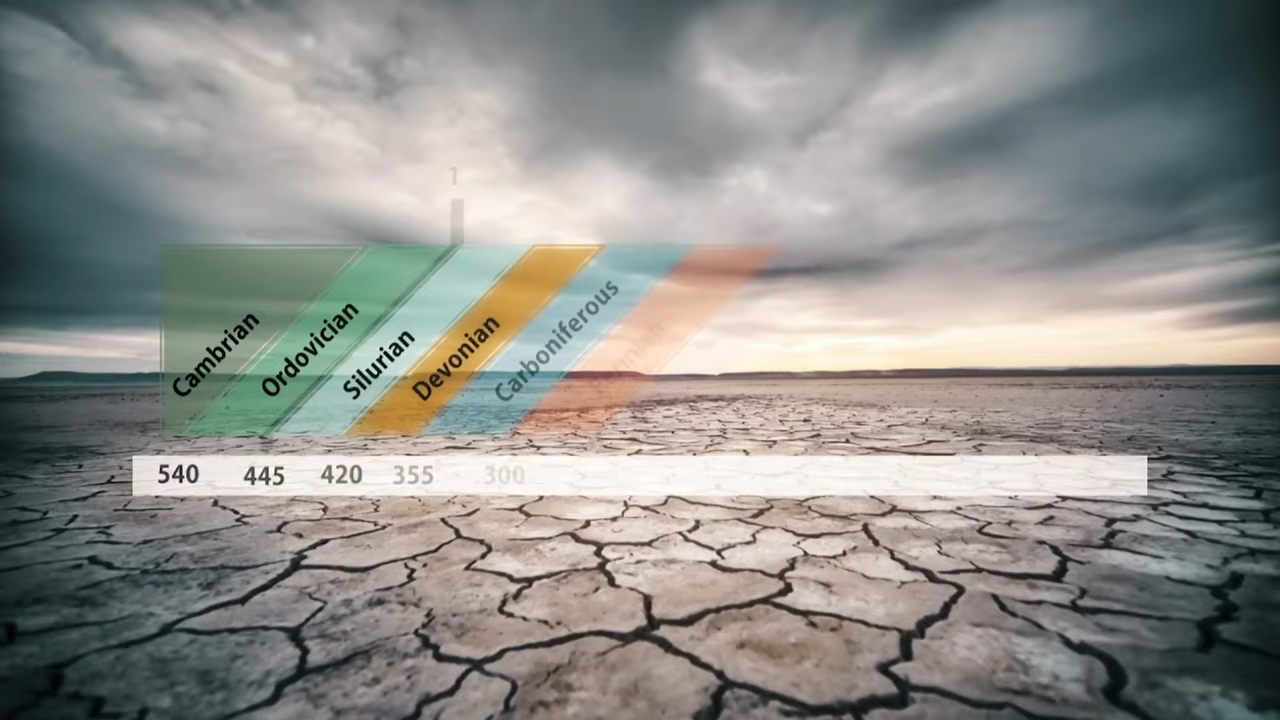 1
Cambrian
Ordovician
Silurian
Devonian
Carboniferous
540 445 420 355 300